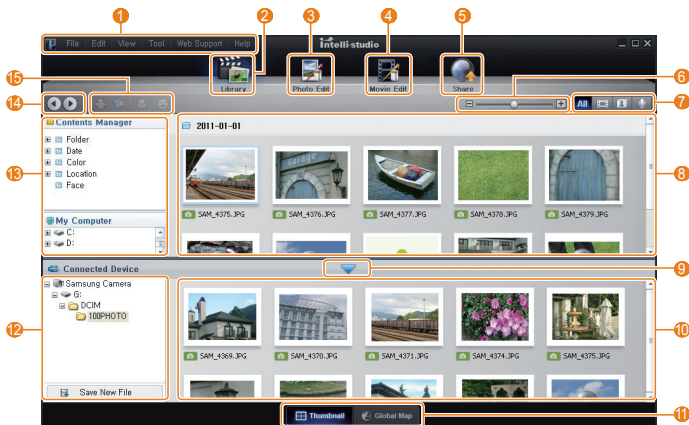 1
2
3
4
5
File Edit View Tool Web Support Help
intelli-studio
Library
Photo Edit
Movie Edit
Share
6
15
14
All
7
Contents Manager
2011-01-01
Folder
Date
Color
Location
Face
13
8
SAM_4375.JPG
SAM_4376.JPG
SAM_4377.JPG
SAM_4378.JPG
SAM_4379.JPG
My Computer
C:
D:
Connected Device
9
Samsung Camera
G:
DCIM
100PHOTO
12
10
SAM_4369.JPG
SAM_4370.JPG
SAM_4371.JPG
SAM_4374.JPG
SAM_4375.JPG
Save New File
Thumbnail
Global Map
11